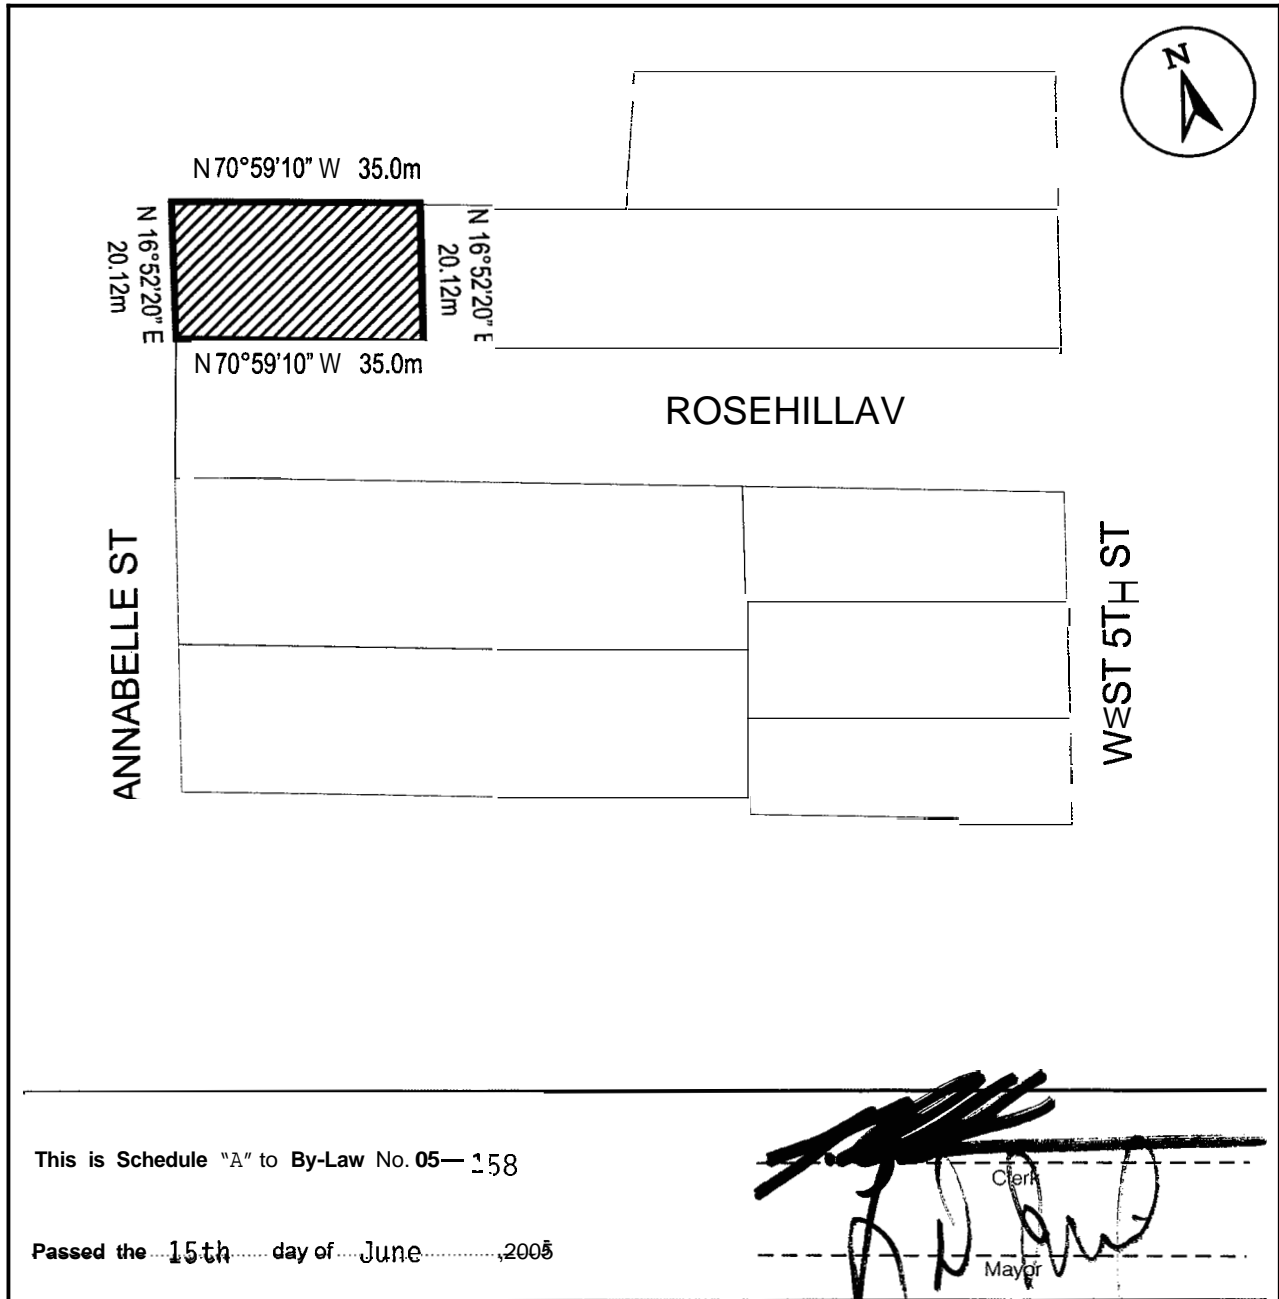 N
N 70°59'10" W 35.0m
N 16°52'20" E
20.12m
N 16°52'20" E
20.12m
N 70°59'10" W 35.0m
ROSEHILLAV
ANNABELLE ST
WEST 5TH ST
This is Schedule "A" to By-Law No. 05—158
Clerk
Passed the 15th day of June ,2005
Mayor